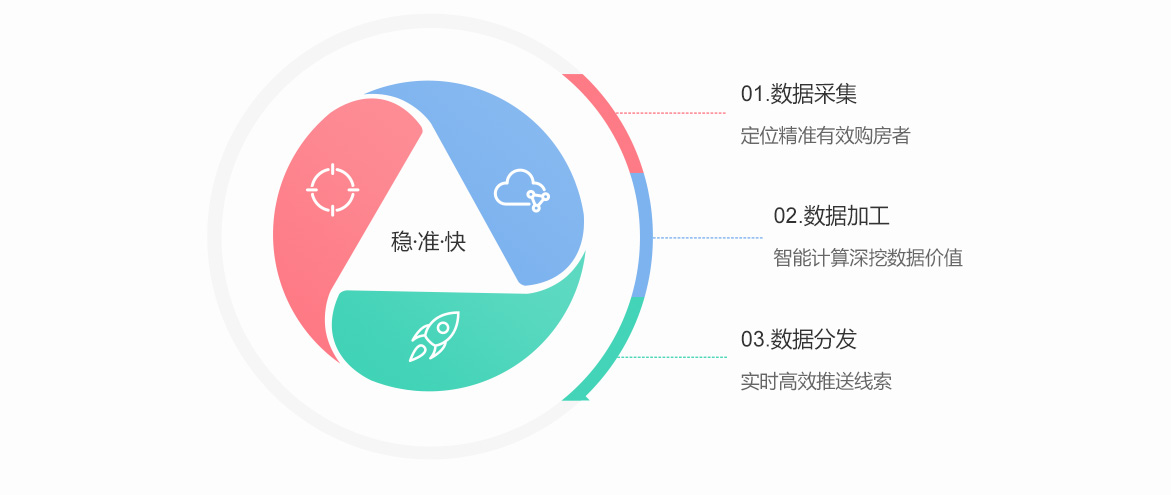 01.数据采集
定位精准有效购房者
02.数据加工
智能计算深挖数据价值
稳·准·快
03.数据分发
实时高效推送线索